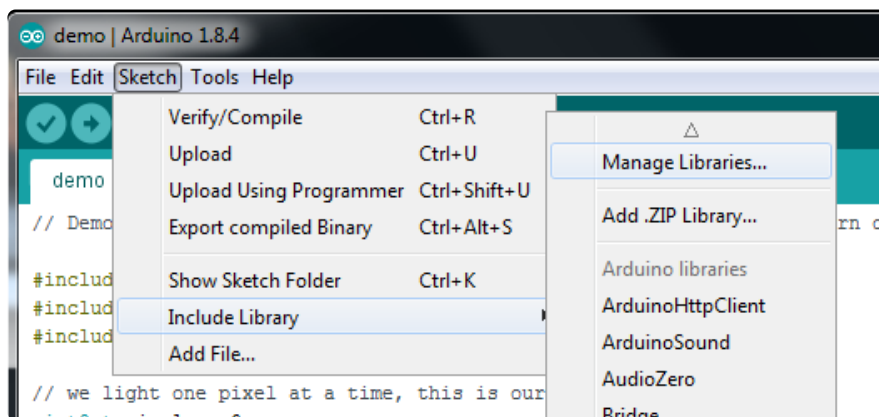 demo | Arduino 1.8.4
File Edit Sketch Tools Help
Verify/Compile Ctrl+R
Upload Ctrl+U
Upload Using Programmer Ctrl+Shift+U
Export compiled Binary Ctrl+Alt+S
Show Sketch Folder Ctrl+K
Include Library
Add File...
Manage Libraries...
Add .ZIP Library...
Arduino libraries
ArduinoHttpClient
ArduinoSound
AudioZero
Bridge
demo
// Demo
#includ
#includ
#includ
// we light one pixel at a time, this is our